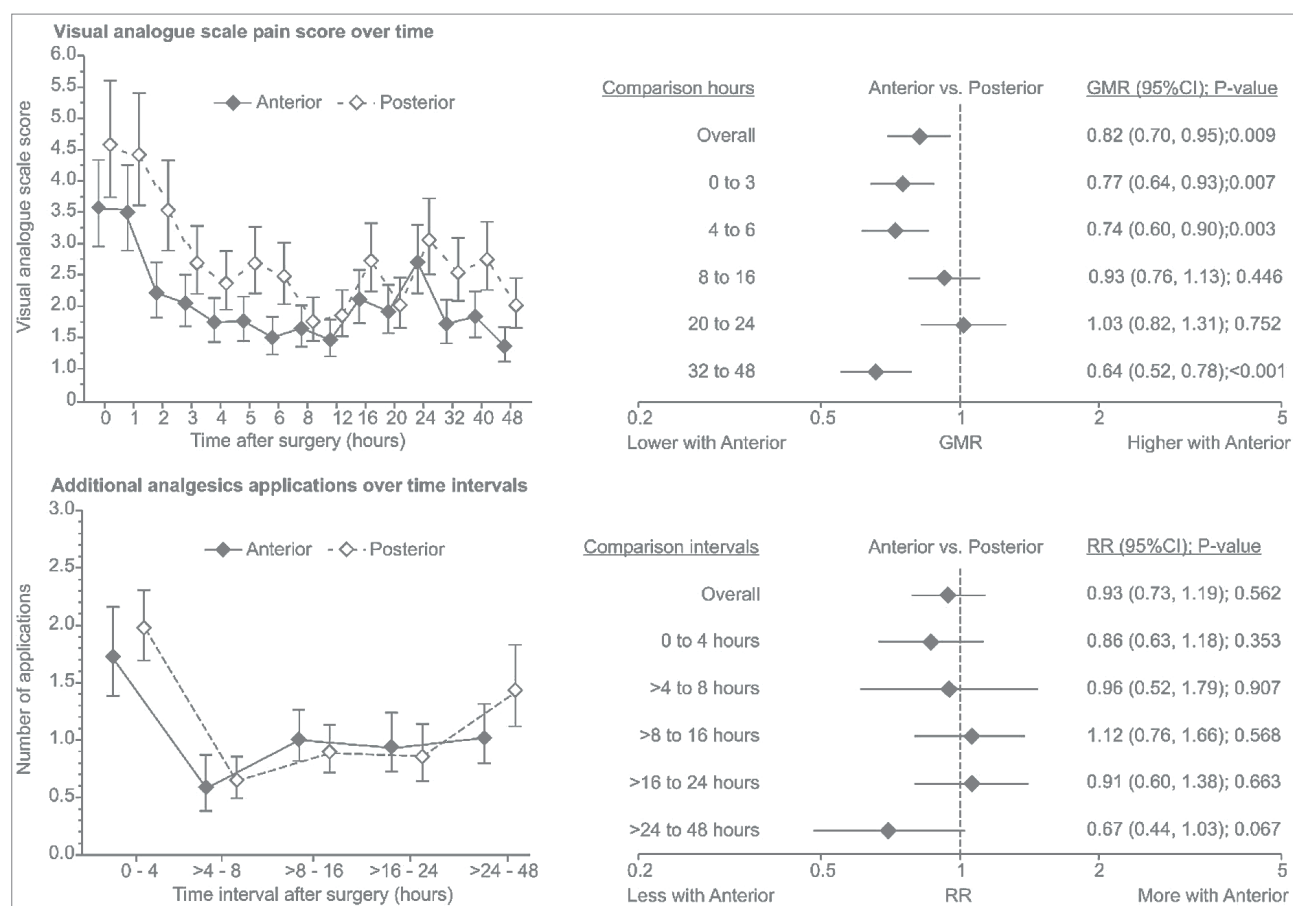 Visual analogue scale pain score over time
6.0
5.5
5.0
4.5
4.0
3.5
3.0
2.5
2.0
1.5
1.0
0
Visual analogue scale score
Anterior
Posterior
0 1 2 3 4 5 6 8 12 16 20 24 32 40 48
Time after surgery (hours)
Comparison hours Anterior vs. Posterior GMR (95%CI); P-value
Overall 0.82 (0.70, 0.95);0.009
0 to 3 0.77 (0.64, 0.93);0.007
4 to 6 0.74 (0.60, 0.90);0.003
8 to 16 0.93 (0.76, 1.13); 0.446
20 to 24 1.03 (0.82, 1.31); 0.752
32 to 48 0.64 (0.52, 0.78);<0.001
0.2 0.5 1 2 5
Lower with Anterior GMR Higher with Anterior
Additional analgesics applications over time intervals
3.0
2.5
2.0
1.5
1.0
0.5
0.0
Number of applications
Anterior
Posterior
0 - 4 >4 - 8 >8 - 16 >16 - 24 >24 - 48
Time interval after surgery (hours)
Comparison intervals Anterior vs. Posterior RR (95%CI); P-value
Overall 0.93 (0.73, 1.19); 0.562
0 to 4 hours 0.86 (0.63, 1.18); 0.353
>4 to 8 hours 0.96 (0.52, 1.79); 0.907
>8 to 16 hours 1.12 (0.76, 1.66); 0.568
>16 to 24 hours 0.91 (0.60, 1.38); 0.663
>24 to 48 hours 0.67 (0.44, 1.03); 0.067
0.2 0.5 1 2 5
Less with Anterior RR More with Anterior